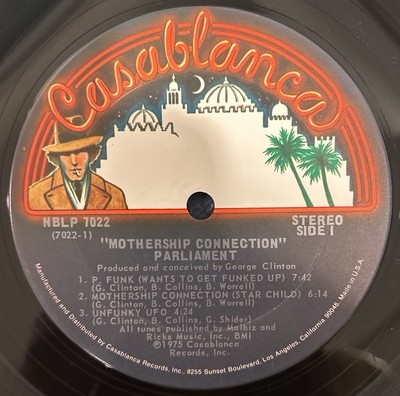 Casablanca
NBLP 7022
(7022-1)
STEREO
SIDE 1
"MOTHERSHIP CONNECTION"
PARLIAMENT
Produced and conceived by George Clinton
1. P. FUNK (WANTS TO GET FUNKED UP) 7:42
(G. Clinton, B. Collins, B. Worrell)
2. MOTHERSHIP CONNECTION (STAR CHILD) 6:14
(G. Clinton, B. Collins, B. Worrell)
3. UNFUNKY UFO 4:24
(G. Clinton, B. Collins, G. Shider)
All tunes published by Malbiz and
Ricks Music, Inc., BMI
©1975 Casablanca
Records, Inc.
Manufactured and Distributed by Casablanca Records, Inc., 8255 Sunset Boulevard, Los Angeles, California 90046, Made in U.S.A.